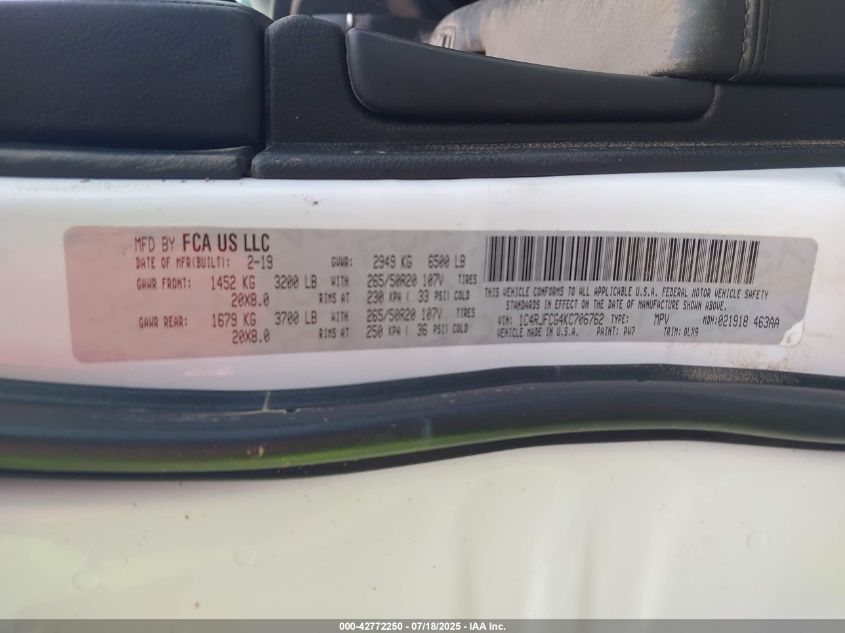 MFD BY FCA US LLC
DATE OF MFR(BUILT): 2-19 GVWR: 2949 KG 6500 LB
GAWR FRONT: 1452 KG 3200 LB WITH 265/50R20 107V TIRES
20X8.0 RIMS AT 230 KPA ( 33 PSI) COLD
GAWR REAR: 1679 KG 3700 LB WITH 265/50R20 107V TIRES
20X8.0 RIMS AT 250 KPA ( 36 PSI) COLD
THIS VEHICLE CONFORMS TO ALL APPLICABLE U.S.A. FEDERAL MOTOR VEHICLE SAFETY
STANDARDS IN EFFECT ON THE DATE OF MANUFACTURE SHOWN ABOVE.
VIN: 1C4RJFCG4KC706762 TYPE: MPV MDH:021918 463AA
VEHICLE MADE IN U.S.A. PAINT: PW7 TRIM: OLX9
000-42772250 | 07/18/2025 | IAA Inc.